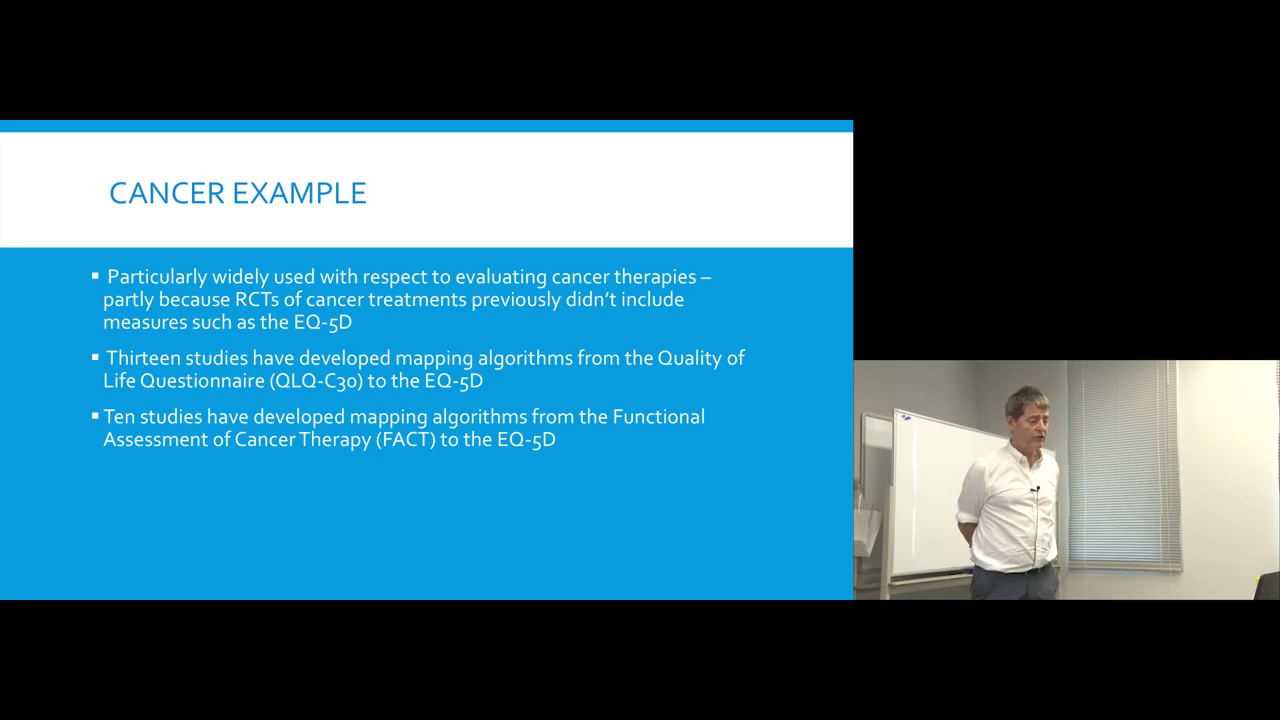 CANCER EXAMPLE
▪ Particularly widely used with respect to evaluating cancer therapies –
partly because RCTs of cancer treatments previously didn't include
measures such as the EQ-5D
▪ Thirteen studies have developed mapping algorithms from the Quality of
Life Questionnaire (QLQ-C30) to the EQ-5D
▪ Ten studies have developed mapping algorithms from the Functional
Assessment of Cancer Therapy (FACT) to the EQ-5D